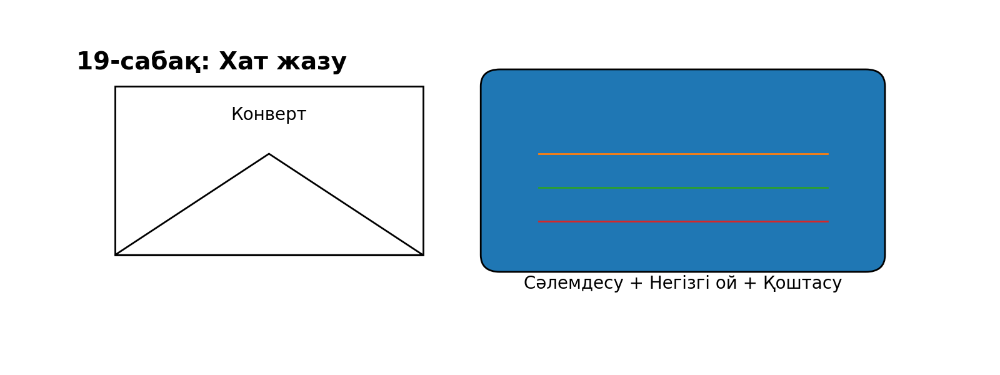 19-сабақ: Хат жазу
Конверт
Сәлемдесу + Негізгі ой + Қоштасу